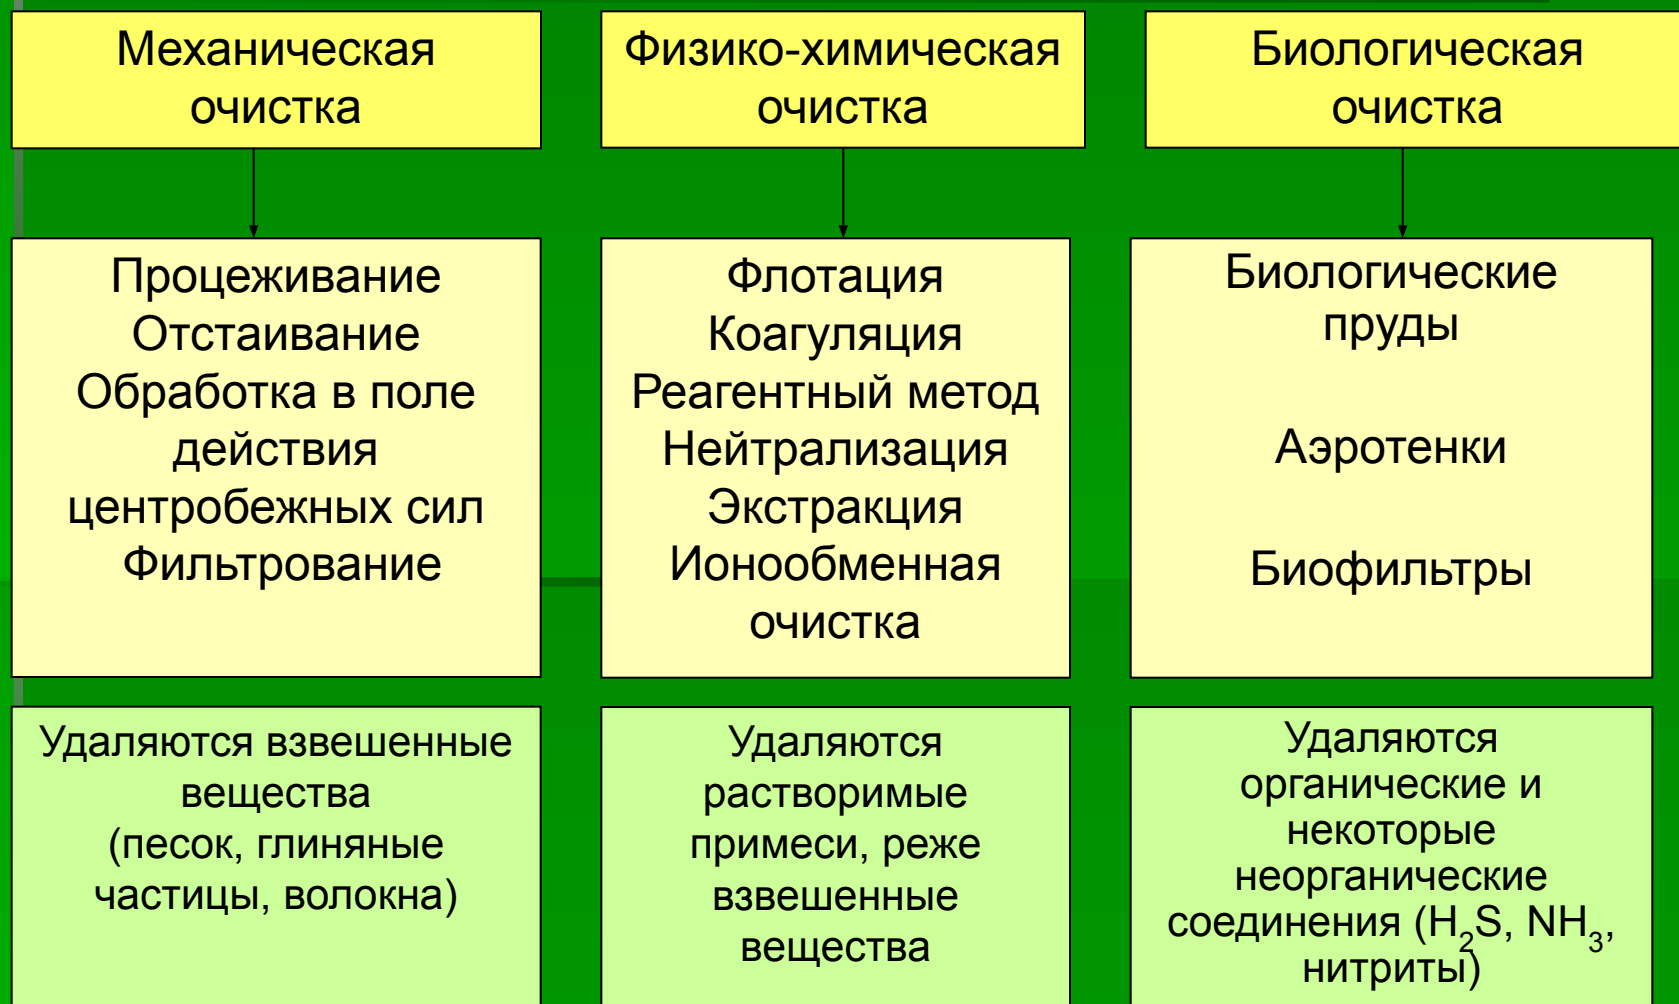 Механическая
очистка
Процеживание
Отстаивание
Обработка в поле
действия
центробежных сил
Фильтрование
Удаляются взвешенные
вещества
(песок, глиняные
частицы, волокна)
Физико-химическая
очистка
Флотация
Коагуляция
Реагентный метод
Нейтрализация
Экстракция
Ионообменная
очистка
Удаляются
растворимые
примеси, реже
взвешенные
вещества
Биологическая
очистка
Биологические
пруды
Аэротенки
Биофильтры
Удаляются
органические и
некоторые
неорганические
соединения (H₂S, NH₃,
нитриты)